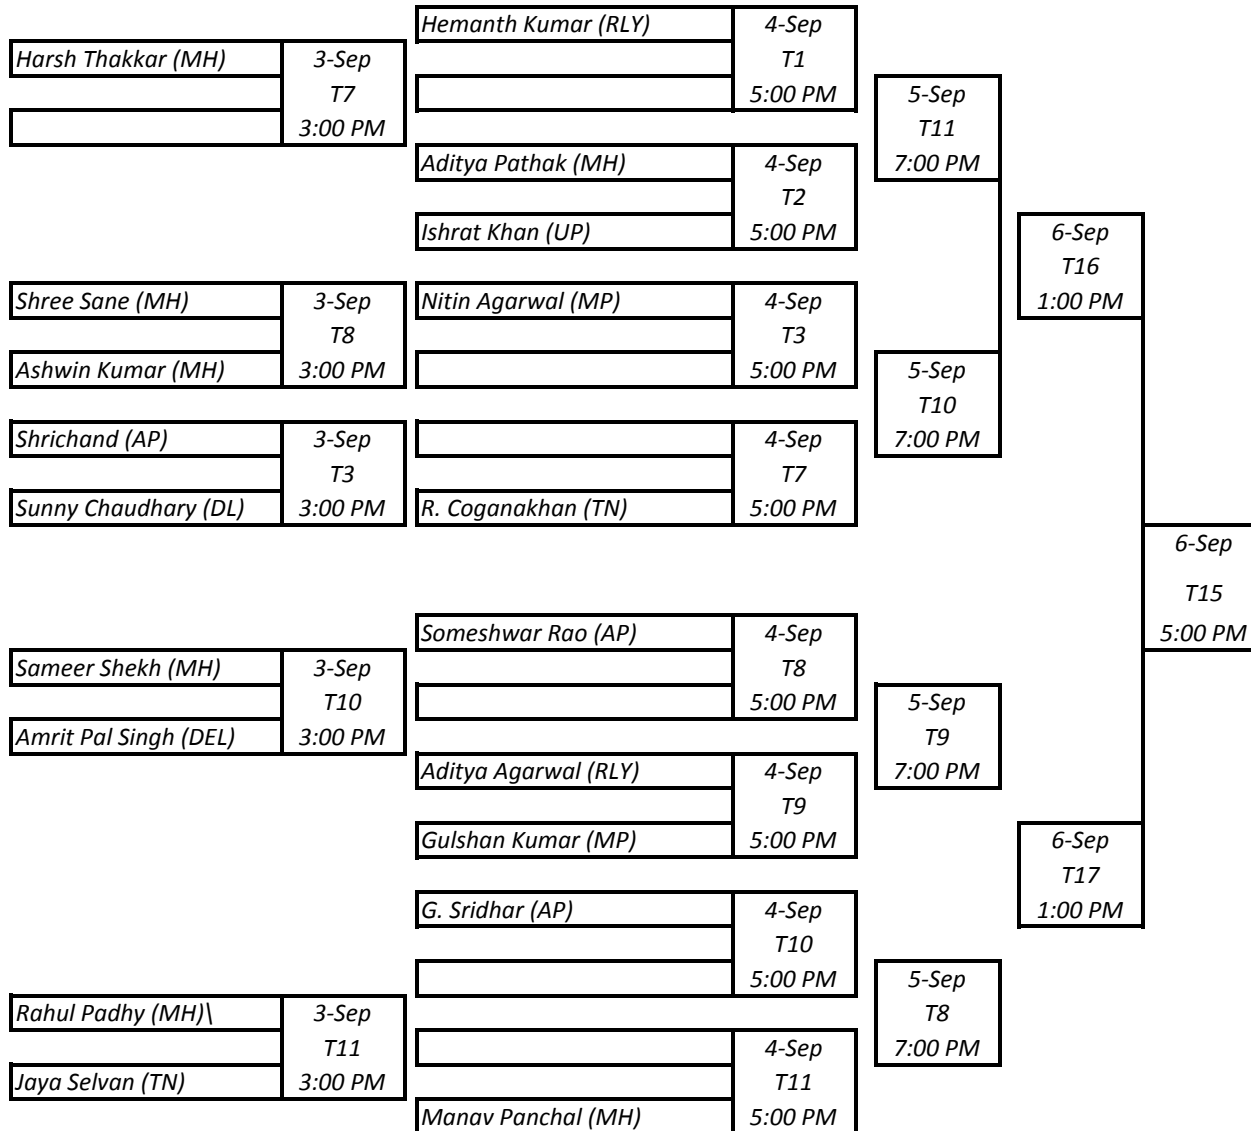 Hemanth Kumar (RLY) 4-Sep
Harsh Thakkar (MH) 3-Sep T1
T7 5:00 PM 5-Sep
3:00 PM T11
Aditya Pathak (MH) 4-Sep 7:00 PM
T2
Ishrat Khan (UP) 5:00 PM 6-Sep
T16
Shree Sane (MH) 3-Sep Nitin Agarwal (MP) 4-Sep 1:00 PM
T8 T3
Ashwin Kumar (MH) 3:00 PM 5:00 PM 5-Sep
T10
Shrichand (AP) 3-Sep 4-Sep 7:00 PM
T3 T7
Sunny Chaudhary (DL) 3:00 PM R. Coganakhan (TN) 5:00 PM
6-Sep
T15
Someshwar Rao (AP) 4-Sep 5:00 PM
Sameer Shekh (MH) 3-Sep T8
T10 5:00 PM 5-Sep
Amrit Pal Singh (DEL) 3:00 PM T9
Aditya Agarwal (RLY) 4-Sep 7:00 PM
T9
Gulshan Kumar (MP) 5:00 PM 6-Sep
T17
G. Sridhar (AP) 4-Sep 1:00 PM
T10
5:00 PM 5-Sep
Rahul Padhy (MH)\ 3-Sep T8
T11 4-Sep 7:00 PM
Jaya Selvan (TN) 3:00 PM T11
Manav Panchal (MH) 5:00 PM